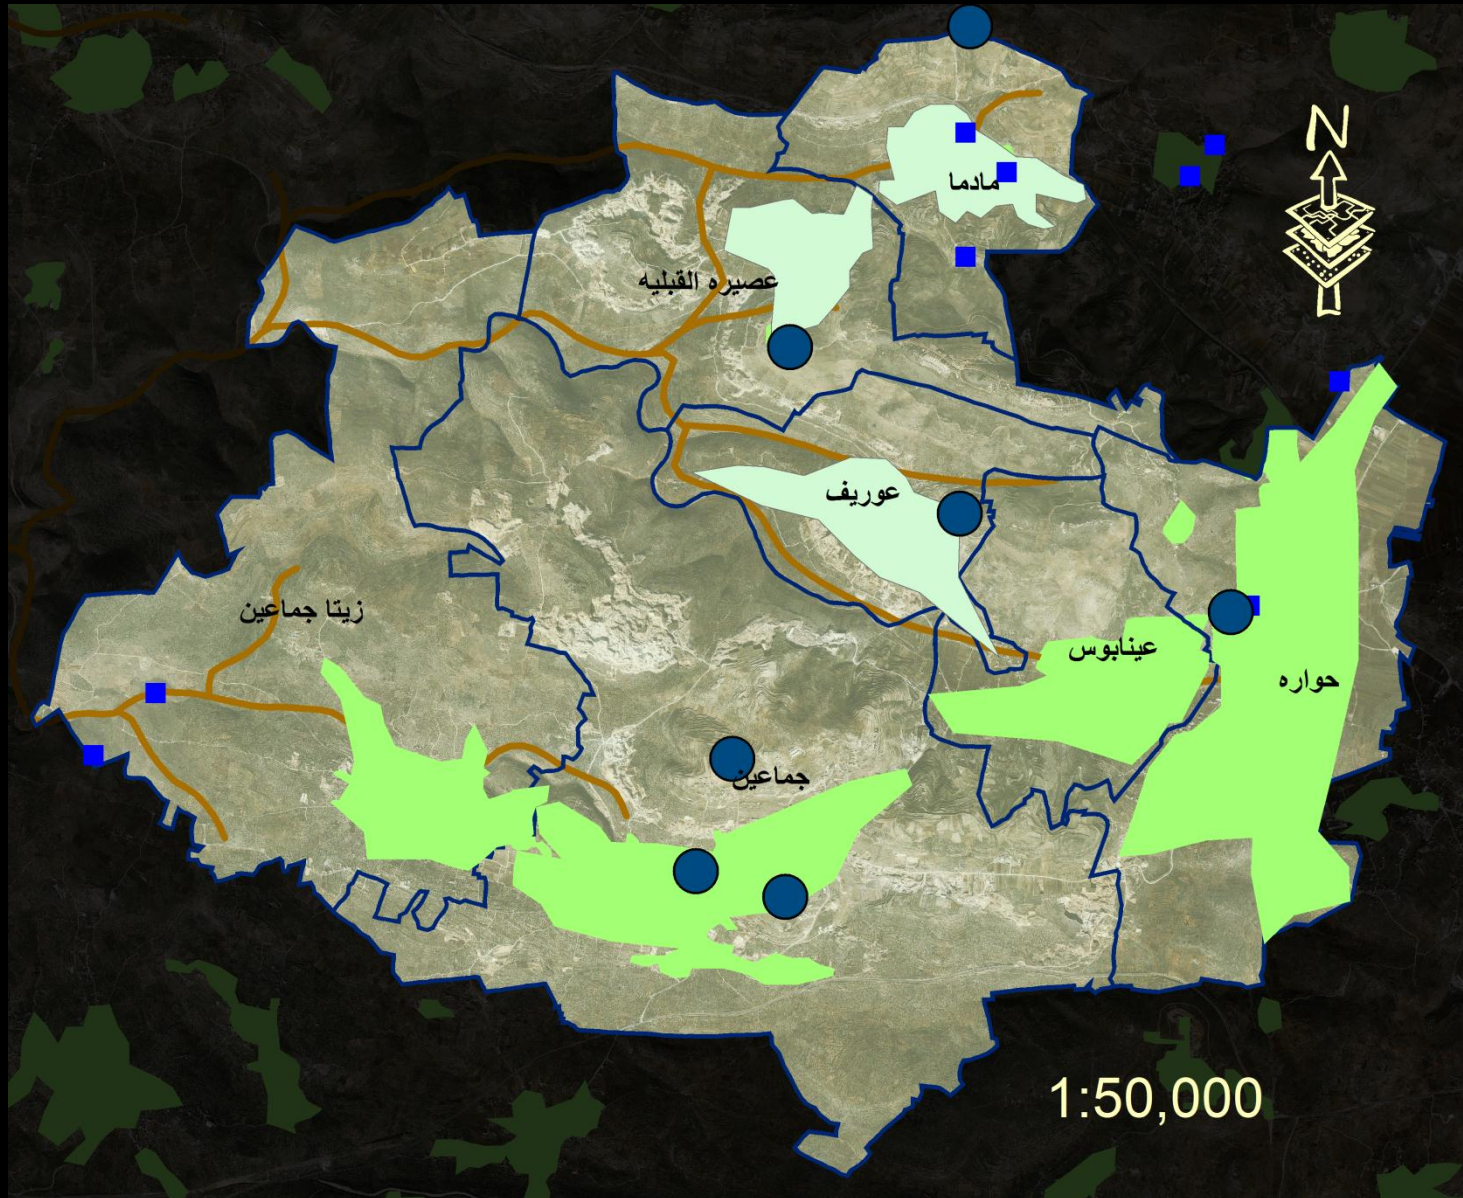 N
مادما
عصيره القبليه
عوريف
زيتا جماعين
عينابوس
حواره
جماعين
1:50,000